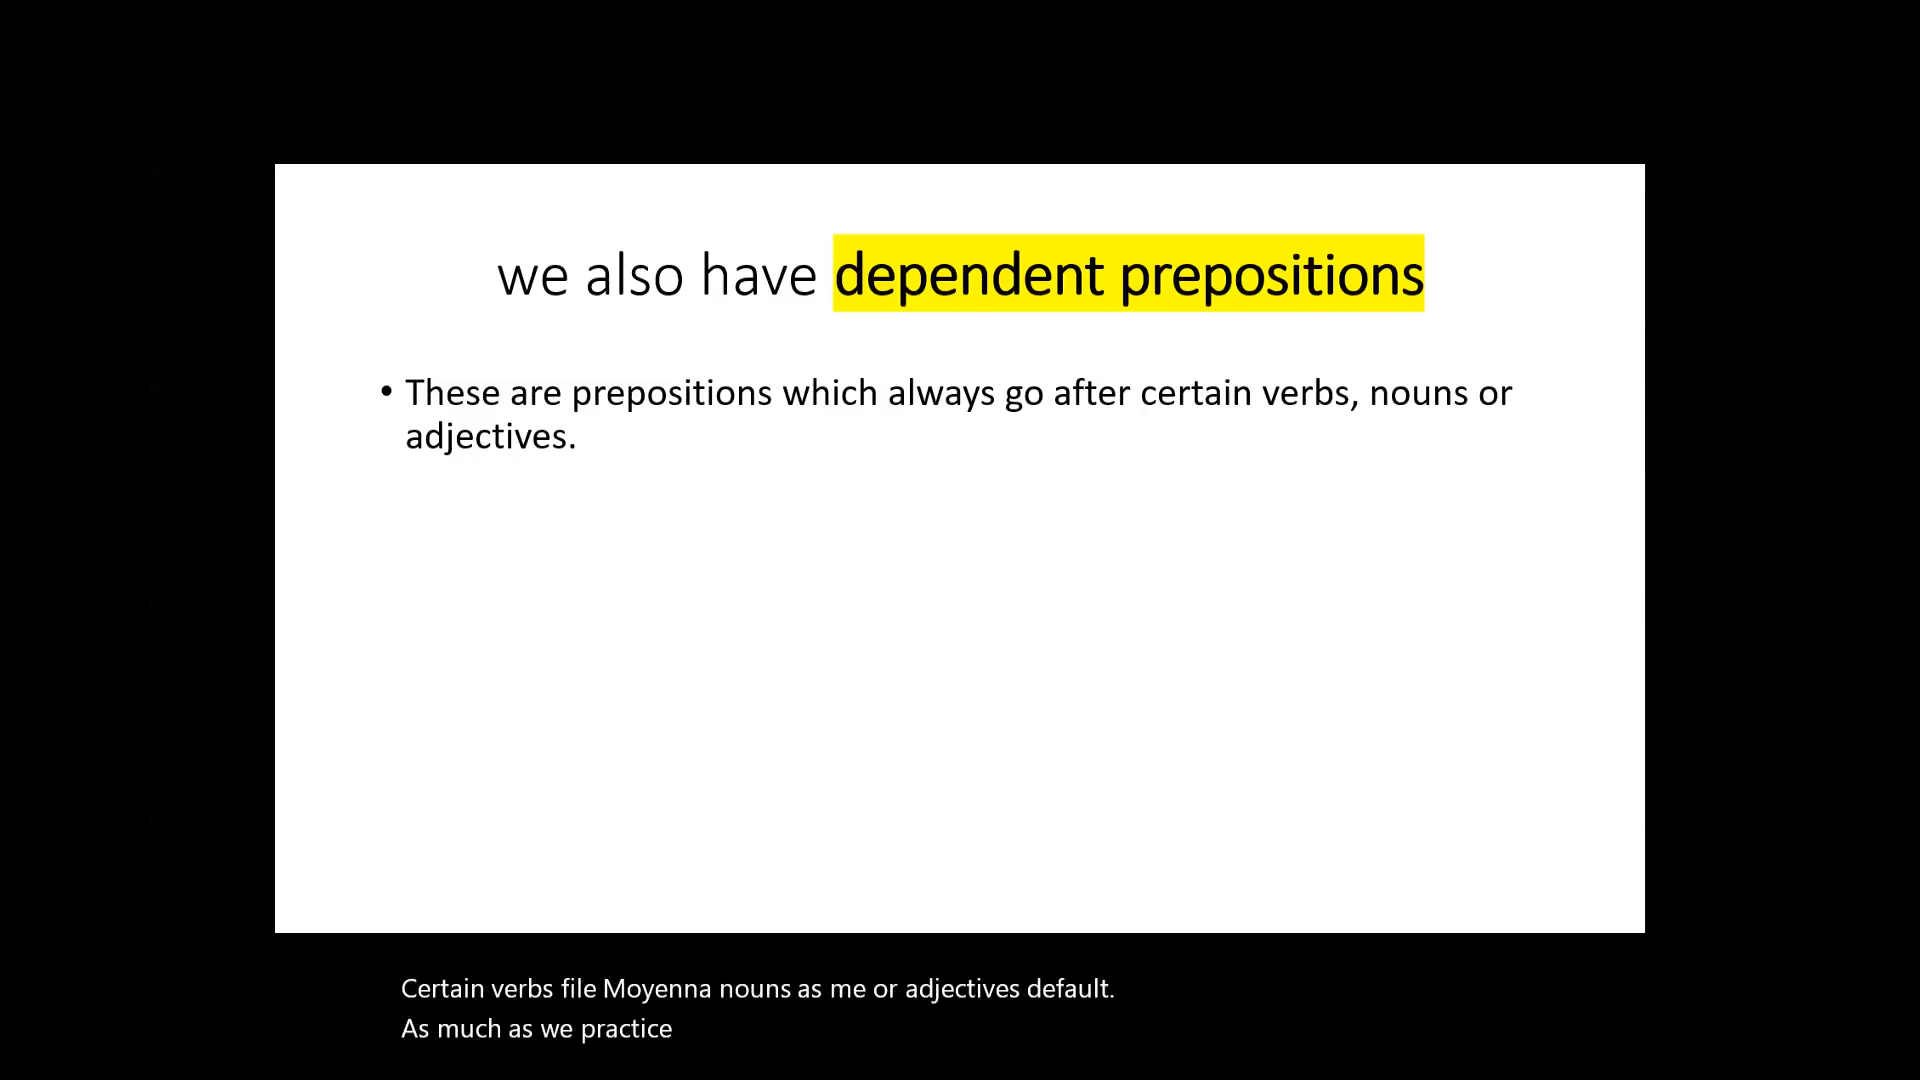 we also have dependent prepositions
• These are prepositions which always go after certain verbs, nouns or
adjectives.
Certain verbs file Moyenna nouns as me or adjectives default.
As much as we practice